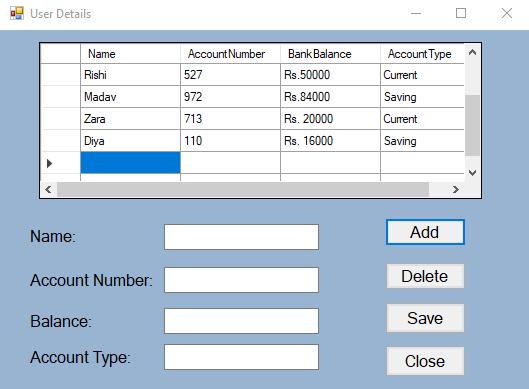 User Details
Name AccountNumber BankBalance AccountType
Rishi 527 Rs.50000 Current
Madav 972 Rs.84000 Saving
Zara 713 Rs. 20000 Current
Diya 110 Rs. 16000 Saving
Name:
Add
Account Number:
Delete
Balance:
Save
Account Type:
Close